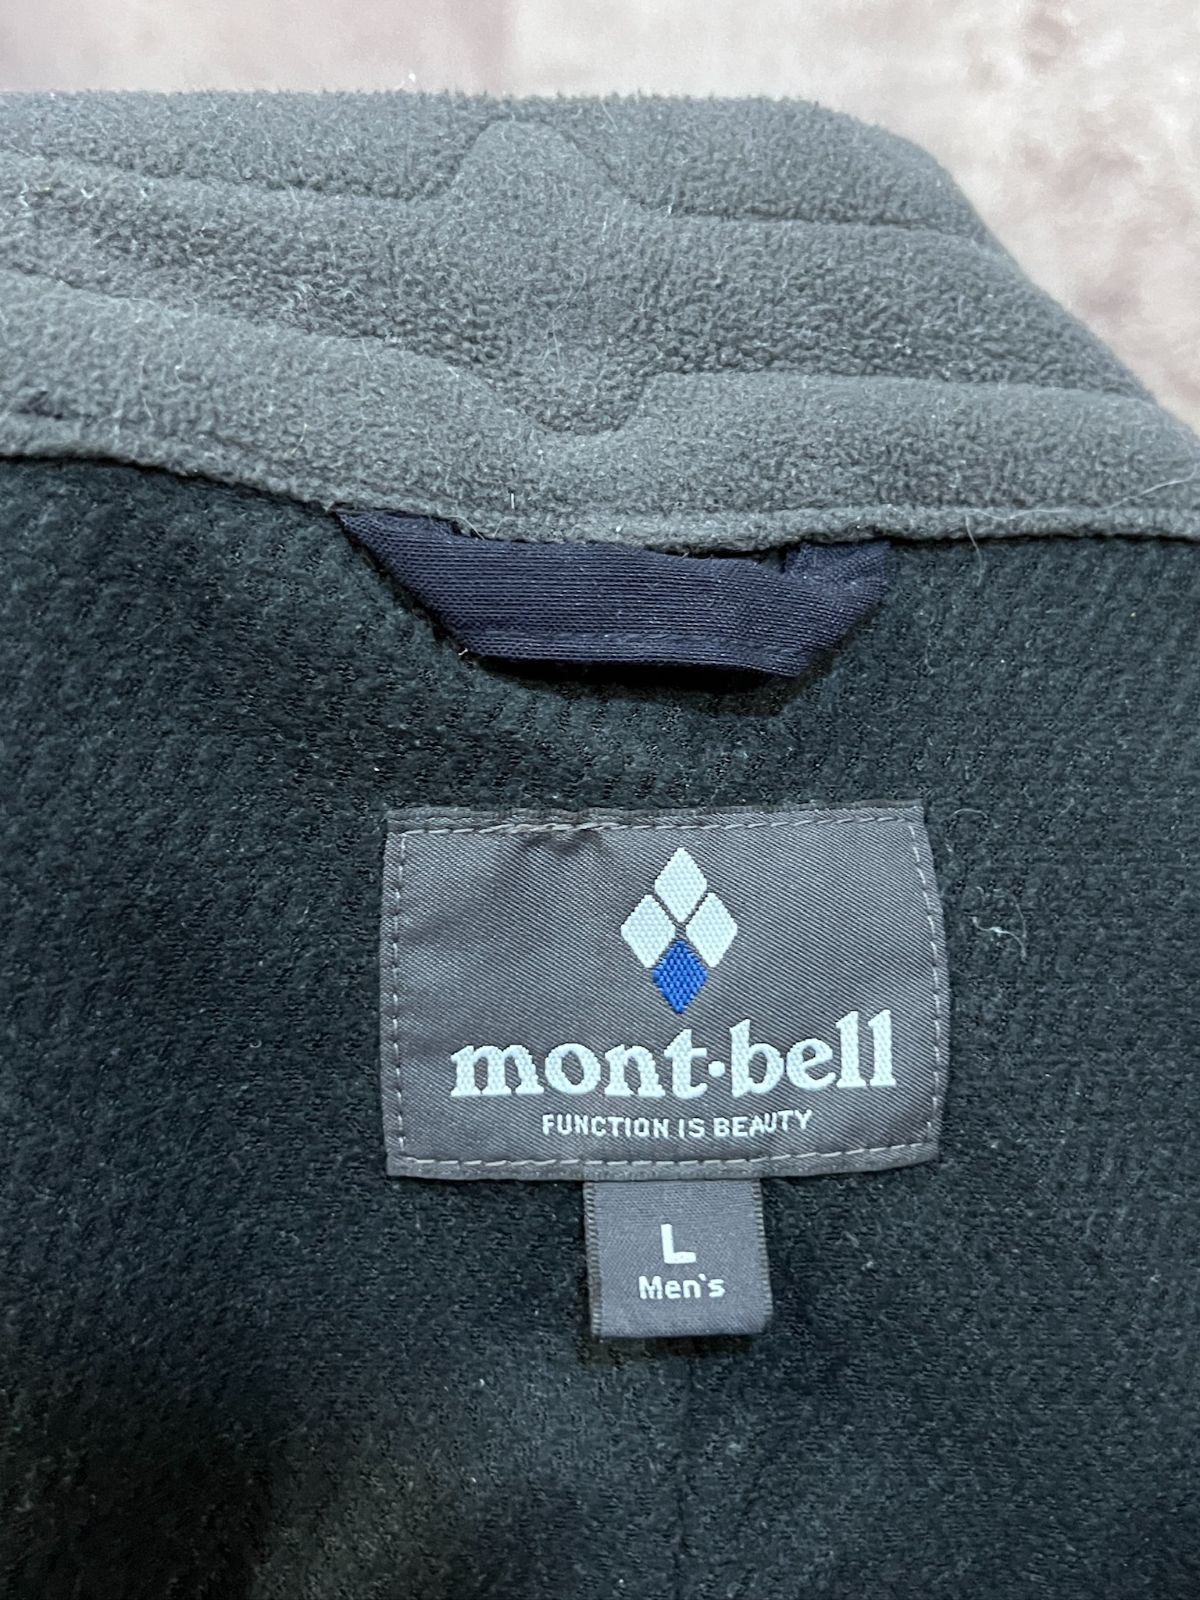 mont·bell
FUNCTION IS BEAUTY
L
Men's